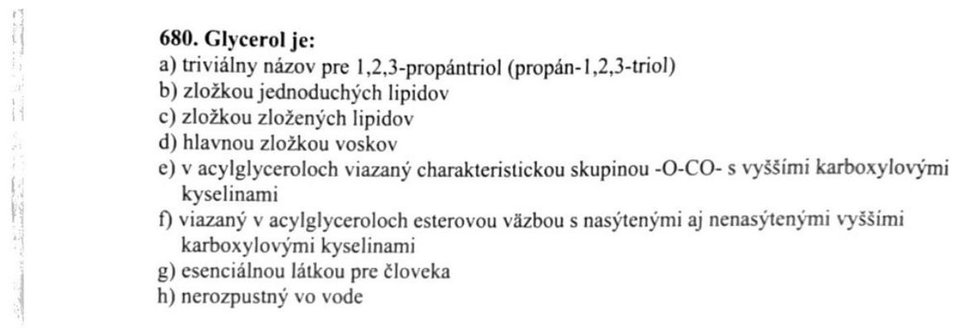 680. Glycerol je:
a) triviálny názov pre 1,2,3-propántriol (propán-1,2,3-triol)
b) zložkou jednoduchých lipidov
c) zložkou zložených lipidov
d) hlavnou zložkou voskov
e) v acylglyceroloch viazaný charakteristickou skupinou -O-CO- s vyššími karboxylovými
kyselinami
f) viazaný v acylglyceroloch esterovou väzbou s nasýtenými aj nenasýtenými vyššími
karboxylovými kyselinami
g) esenciálnou látkou pre človeka
h) nerozpustný vo vode